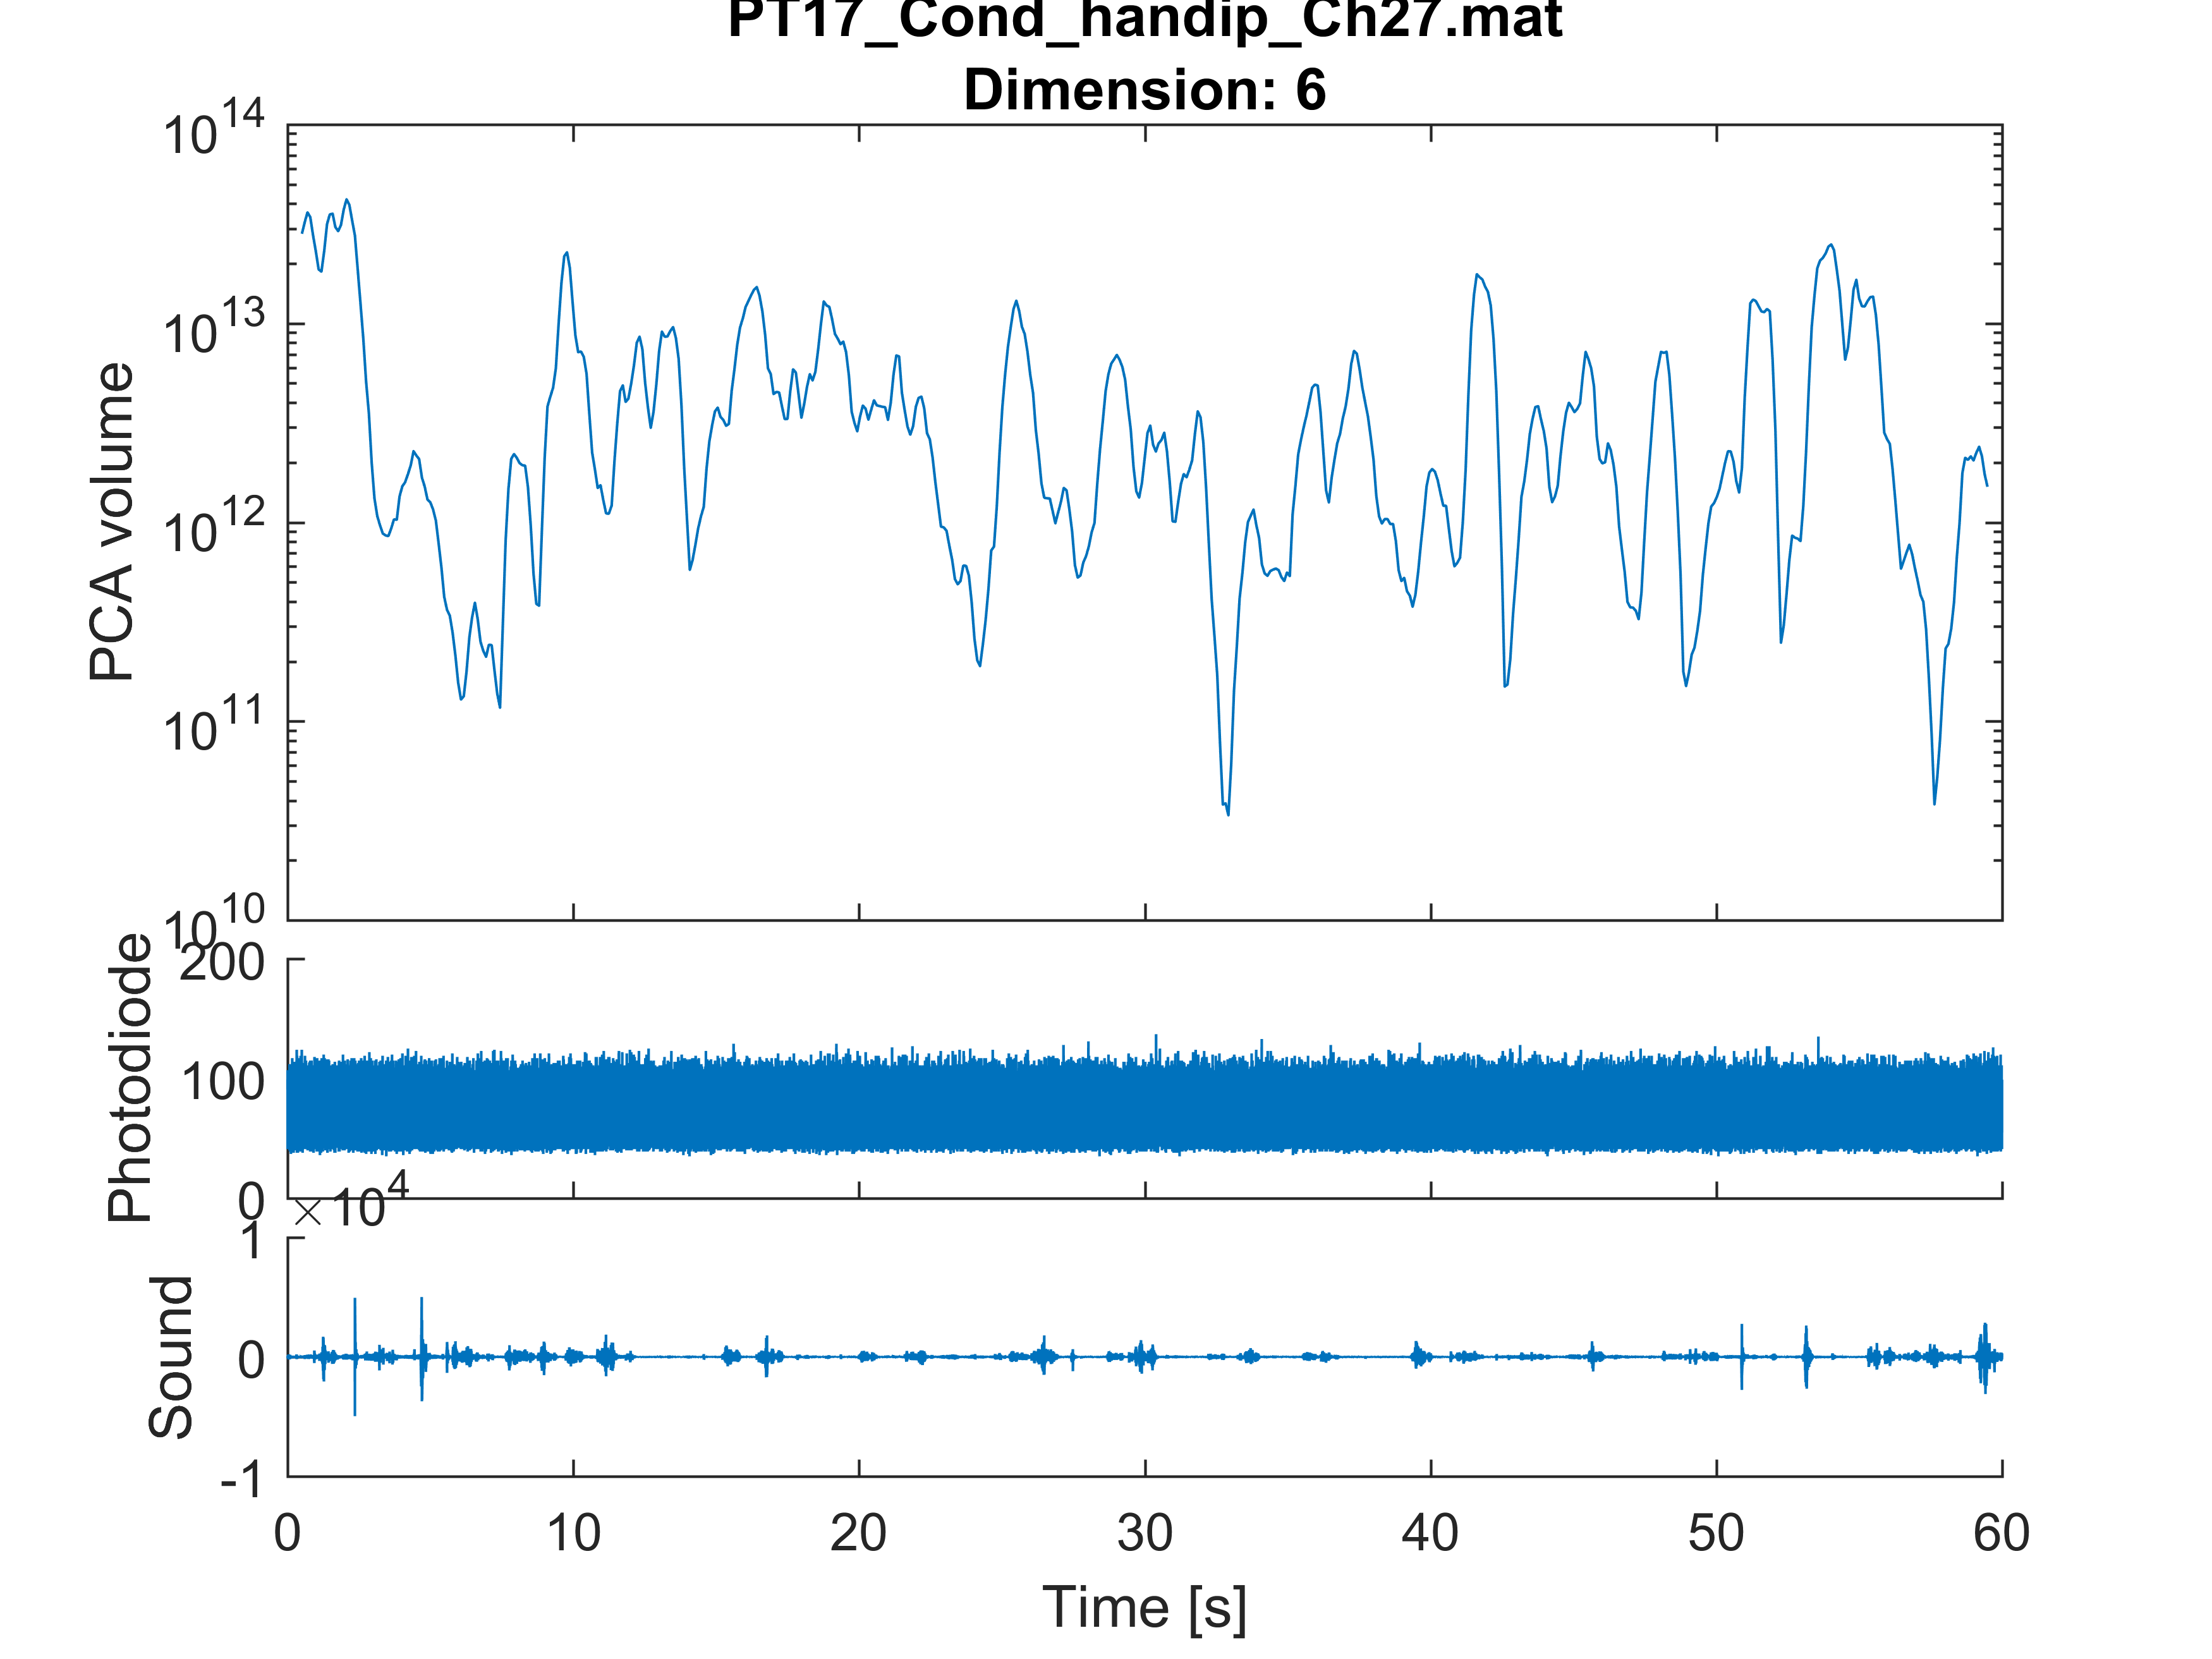 PT17_Cond_handip_Ch27.mat
Dimension: 6
PCA volume
10^14
10^13
10^12
10^11
10^10
Photodiode
200
100
0
×10^4
Sound
1
0
-1
0 10 20 30 40 50 60
Time [s]